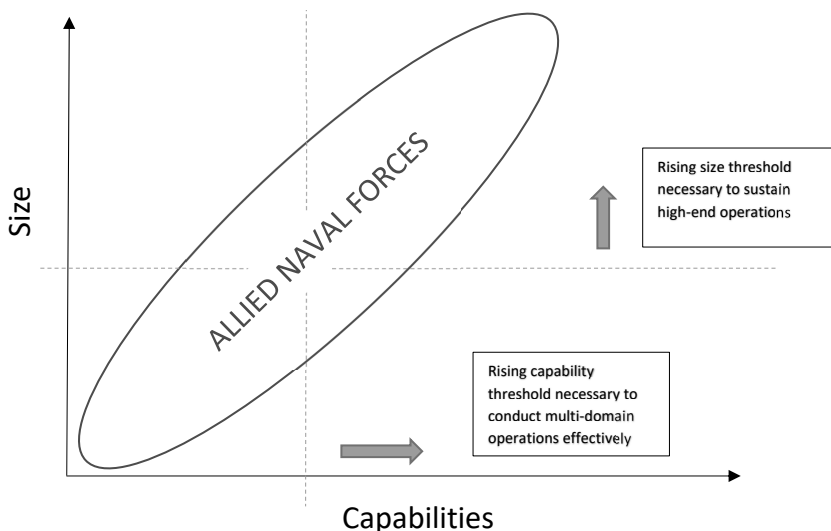 Size
ALLIED NAVAL FORCES
Rising size threshold
necessary to sustain
high-end operations
Rising capability
threshold necessary to
conduct multi-domain
operations effectively
Capabilities